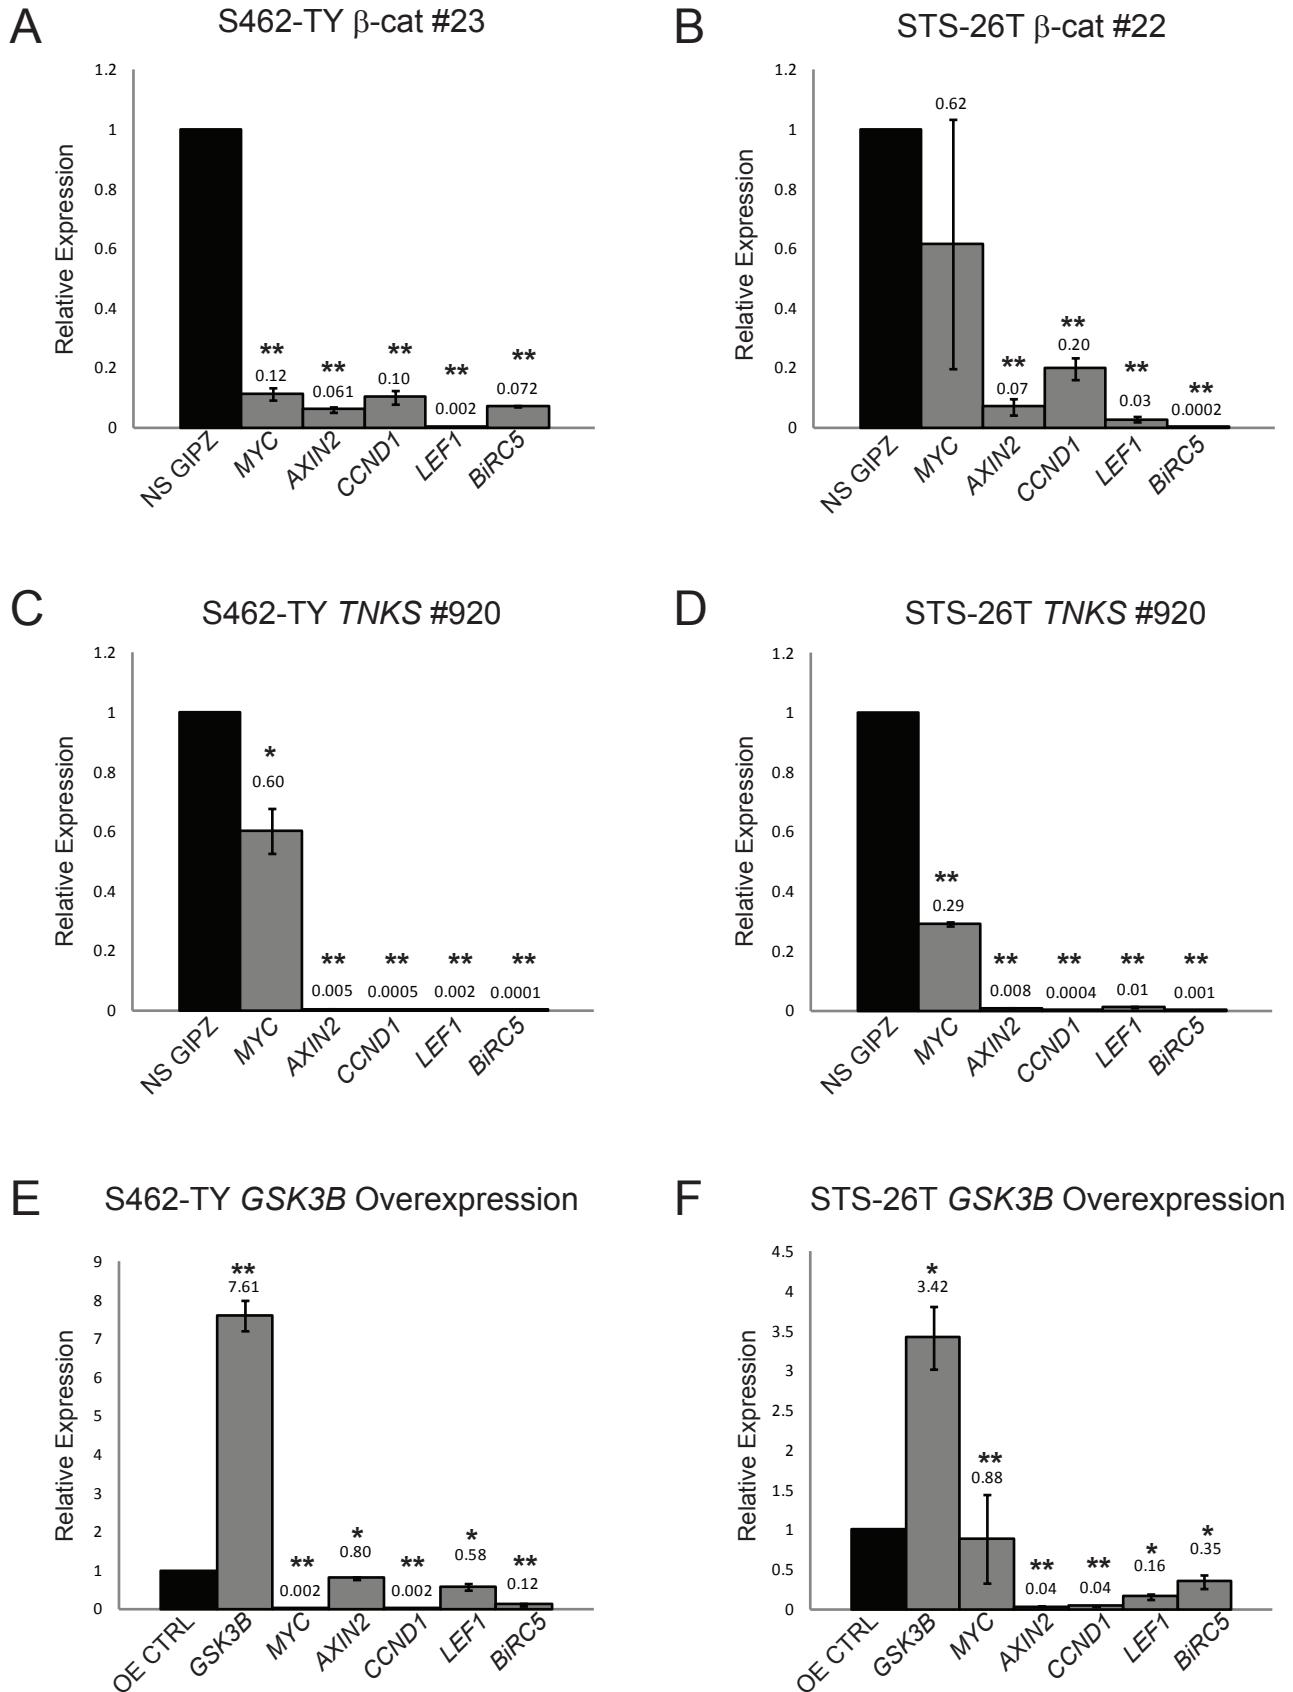 A
S462-TY β-cat #23
Relative Expression
1.2
1
0.8
0.6
0.4
0.2
0
**
0.12
**
0.061
**
0.10
**
0.002
**
0.072
NS GIPZ
MYC
AXIN2
CCND1
LEF1
BiRC5
B
STS-26T β-cat #22
Relative Expression
1.2
1
0.8
0.6
0.4
0.2
0
0.62
**
0.07
**
0.20
**
0.03
**
0.0002
NS GIPZ
MYC
AXIN2
CCND1
LEF1
BiRC5
C
S462-TY TNKS #920
Relative Expression
1.2
1
0.8
0.6
0.4
0.2
0
*
0.60
**
0.005
**
0.0005
**
0.002
**
0.0001
NS GIPZ
MYC
AXIN2
CCND1
LEF1
BiRC5
D
STS-26T TNKS #920
Relative Expression
1.2
1
0.8
0.6
0.4
0.2
0
**
0.29
**
0.008
**
0.0004
**
0.01
**
0.001
NS GIPZ
MYC
AXIN2
CCND1
LEF1
BiRC5
E
S462-TY GSK3B Overexpression
Relative Expression
9
8
7
6
5
4
3
2
1
0
**
7.61
**
0.002
*
0.80
**
0.002
*
0.58
**
0.12
OE CTRL
GSK3B
MYC
AXIN2
CCND1
LEF1
BiRC5
F
STS-26T GSK3B Overexpression
Relative Expression
4.5
4
3.5
3
2.5
2
1.5
1
0.5
0
*
3.42
**
0.88
**
0.04
**
0.04
*
0.16
*
0.35
OE CTRL
GSK3B
MYC
AXIN2
CCND1
LEF1
BiRC5